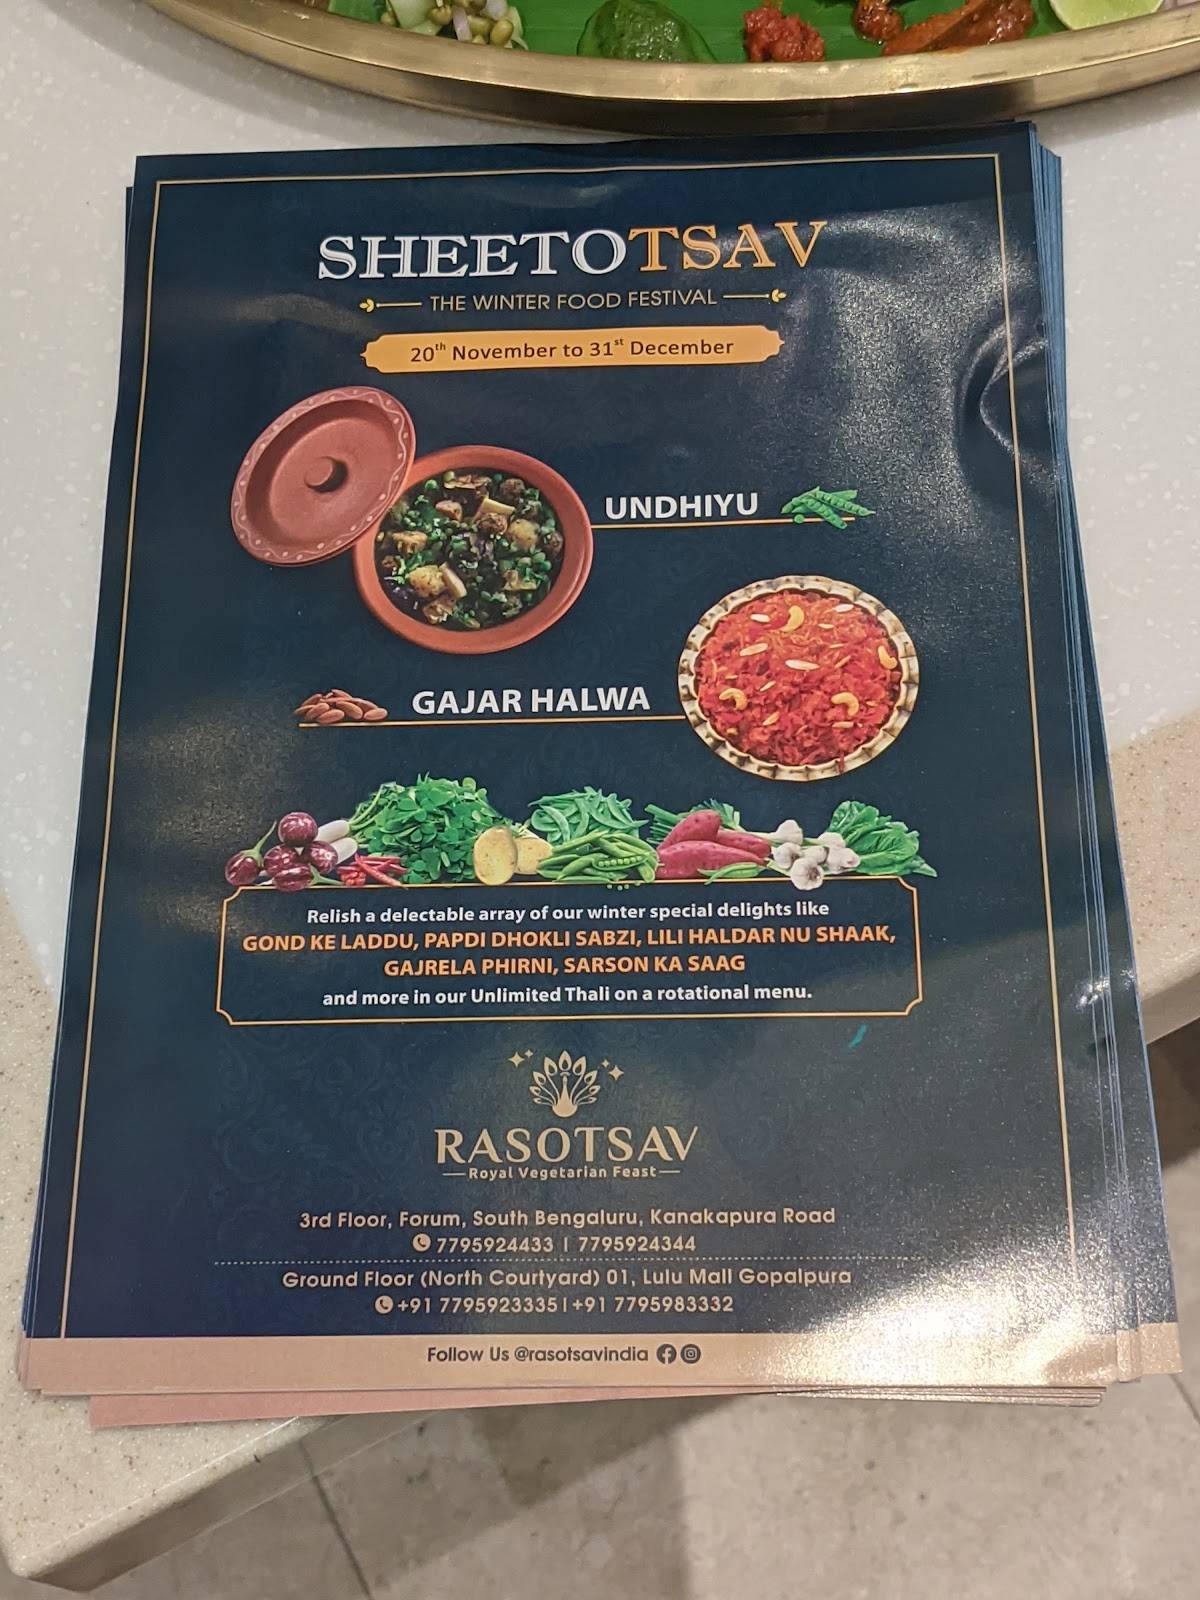 SHEETOTSAV
THE WINTER FOOD FESTIVAL
20th November to 31st December
UNDHIYU
GAJAR HALWA
Relish a delectable array of our winter special delights like
GOND KE LADDU, PAPDI DHOKLI SABZI, LILI HALDAR NU SHAAK,
GAJRELA PHIRNI, SARSON KA SAAG
and more in our Unlimited Thali on a rotational menu.
RASOTSAV
Royal Vegetarian Feast
3rd Floor, Forum, South Bengaluru, Kanakapura Road
7795924433 | 7795924344
Ground Floor (North Courtyard) 01, Lulu Mall Gopalpura
+91 7795923335 | +91 7795983332
Follow Us @rasotsavindia